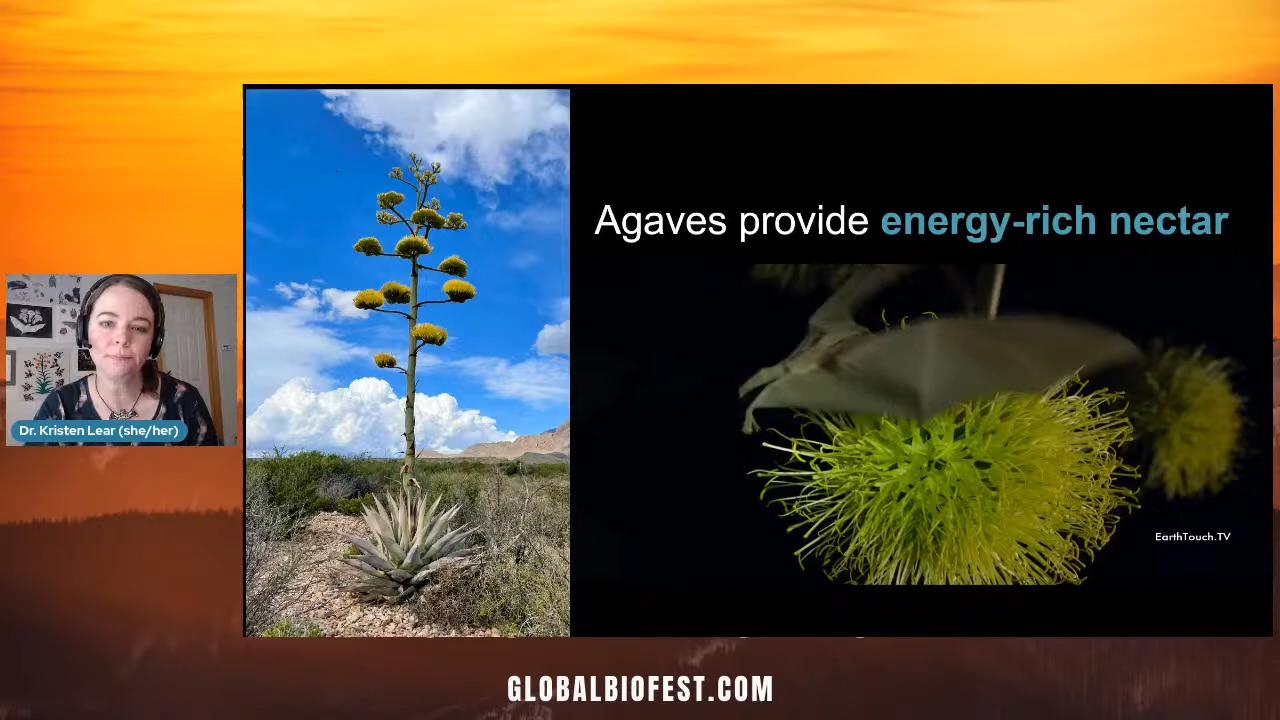 Agaves provide energy-rich nectar
Dr. Kristen Lear (she/her)
EarthTouch.TV
GLOBALBIOFEST.COM